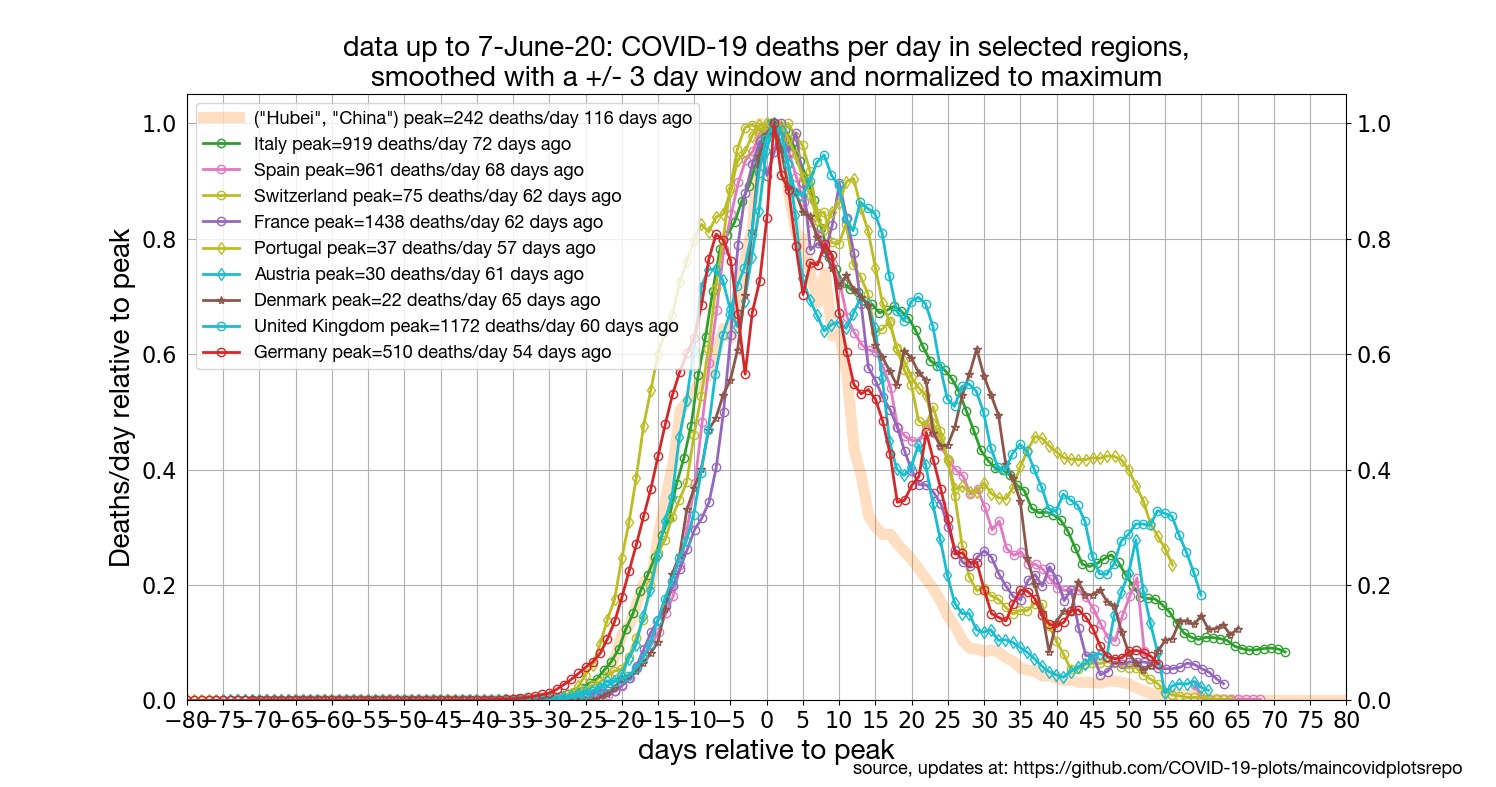 data up to 7-June-20: COVID-19 deaths per day in selected regions,
smoothed with a +/- 3 day window and normalized to maximum
("Hubei", "China") peak=242 deaths/day 116 days ago
Italy peak=919 deaths/day 72 days ago
Spain peak=961 deaths/day 68 days ago
Switzerland peak=75 deaths/day 62 days ago
France peak=1438 deaths/day 62 days ago
Portugal peak=37 deaths/day 57 days ago
Austria peak=30 deaths/day 61 days ago
Denmark peak=22 deaths/day 65 days ago
United Kingdom peak=1172 deaths/day 60 days ago
Germany peak=510 deaths/day 54 days ago
Deaths/day relative to peak
1.0
0.8
0.6
0.4
0.2
0.0
1.0
0.8
0.6
0.4
0.2
0.0
−80 −75 −70 −65 −60 −55 −50 −45 −40 −35 −30 −25 −20 −15 −10 −5 0 5 10 15 20 25 30 35 40 45 50 55 60 65 70 75 80
days relative to peak
source, updates at: https://github.com/COVID-19-plots/maincovidplotsrepo